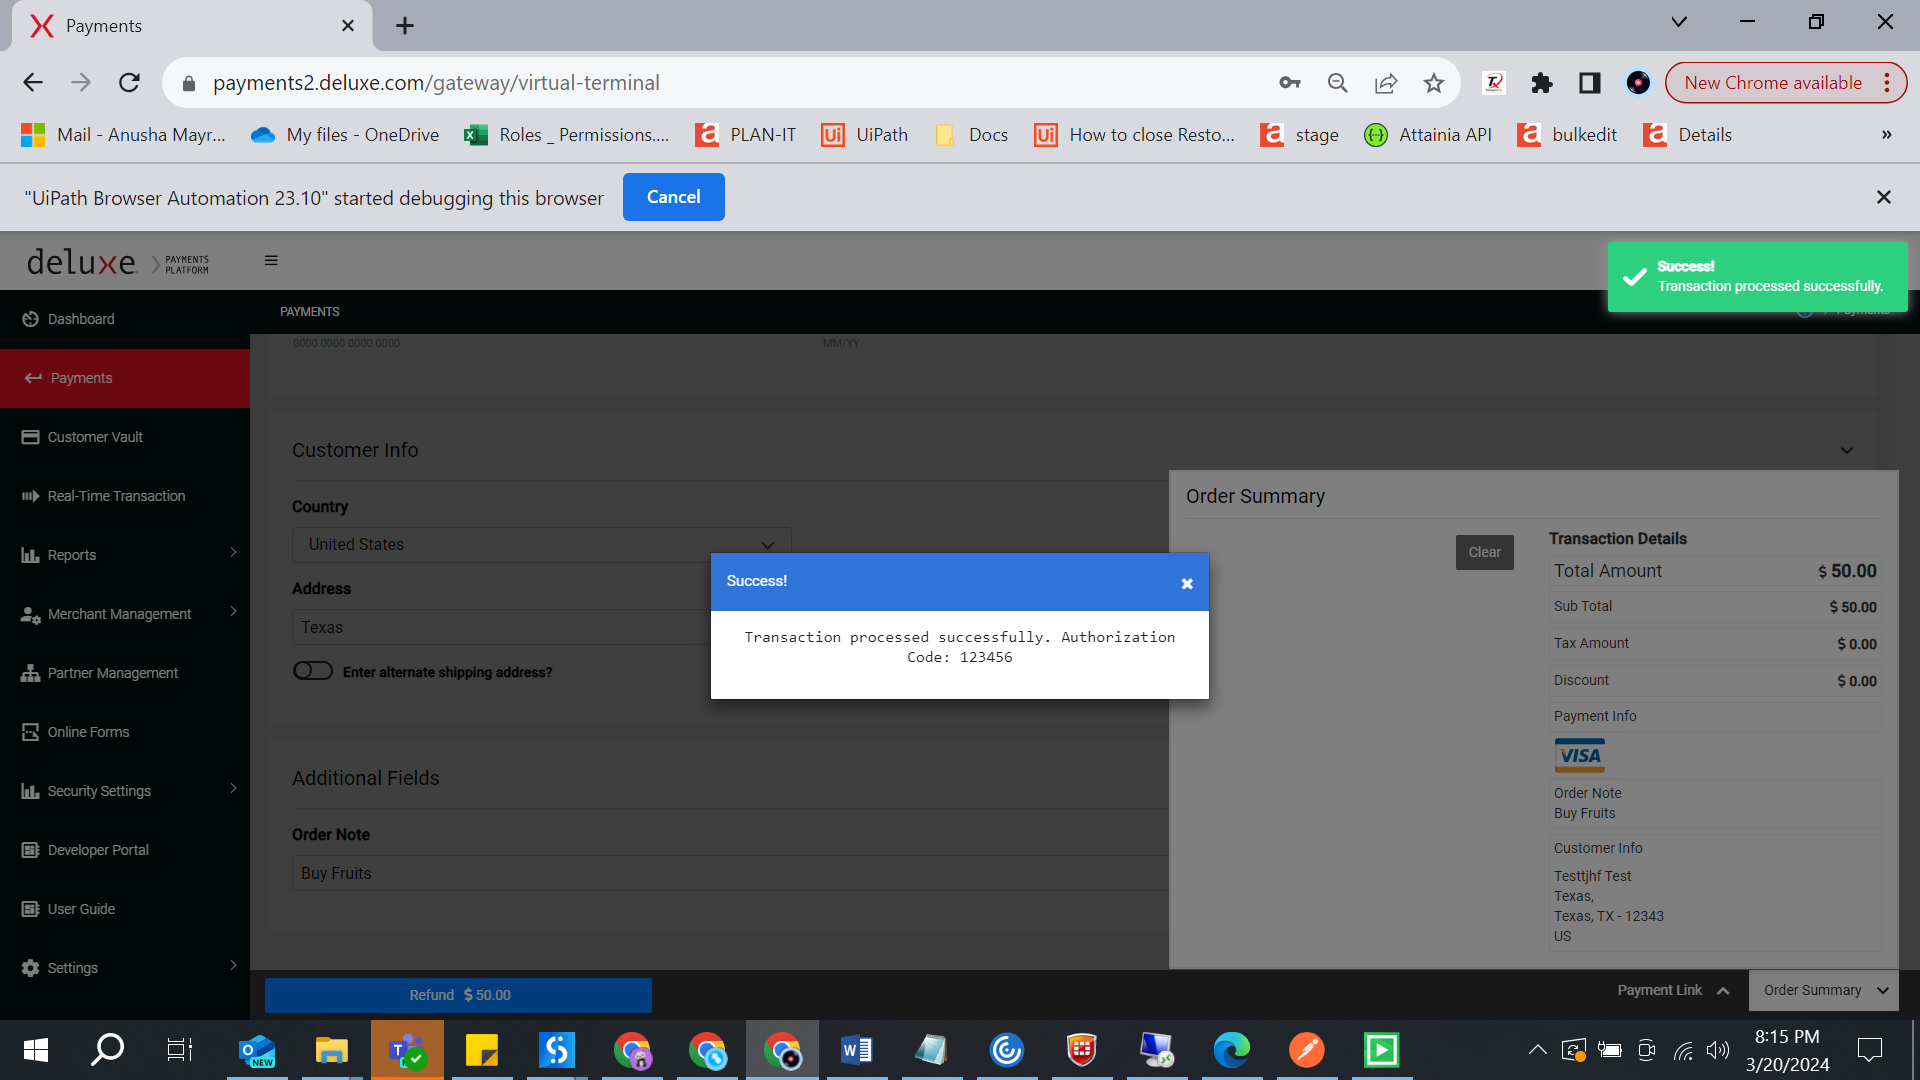 Payments
payments2.deluxe.com/gateway/virtual-terminal
New Chrome available
Mail - Anusha Mayr...
My files - OneDrive
Roles _ Permissions....
PLAN-IT
UiPath
Docs
How to close Resto...
stage
Attainia API
bulkedit
Details
»
"UiPath Browser Automation 23.10" started debugging this browser
Cancel
deluxe. PAYMENTS PLATFORM
Success!
Transaction processed successfully.
Dashboard
Payments
Customer Vault
Real-Time Transaction
Reports
Merchant Management
Partner Management
Online Forms
Security Settings
Developer Portal
User Guide
Settings
PAYMENTS
Payments
0000 0000 0000 0000
MM/YY
Customer Info
Country
United States
Address
Texas
Enter alternate shipping address?
Additional Fields
Order Note
Buy Fruits
Success!
Transaction processed successfully. Authorization
Code: 123456
Order Summary
Clear
Transaction Details
Total Amount $ 50.00
Sub Total $ 50.00
Tax Amount $ 0.00
Discount $ 0.00
Payment Info
VISA
Order Note
Buy Fruits
Customer Info
Testtjhf Test
Texas,
Texas, TX - 12343
US
Refund $ 50.00
Payment Link
Order Summary
NEW
8:15 PM
3/20/2024